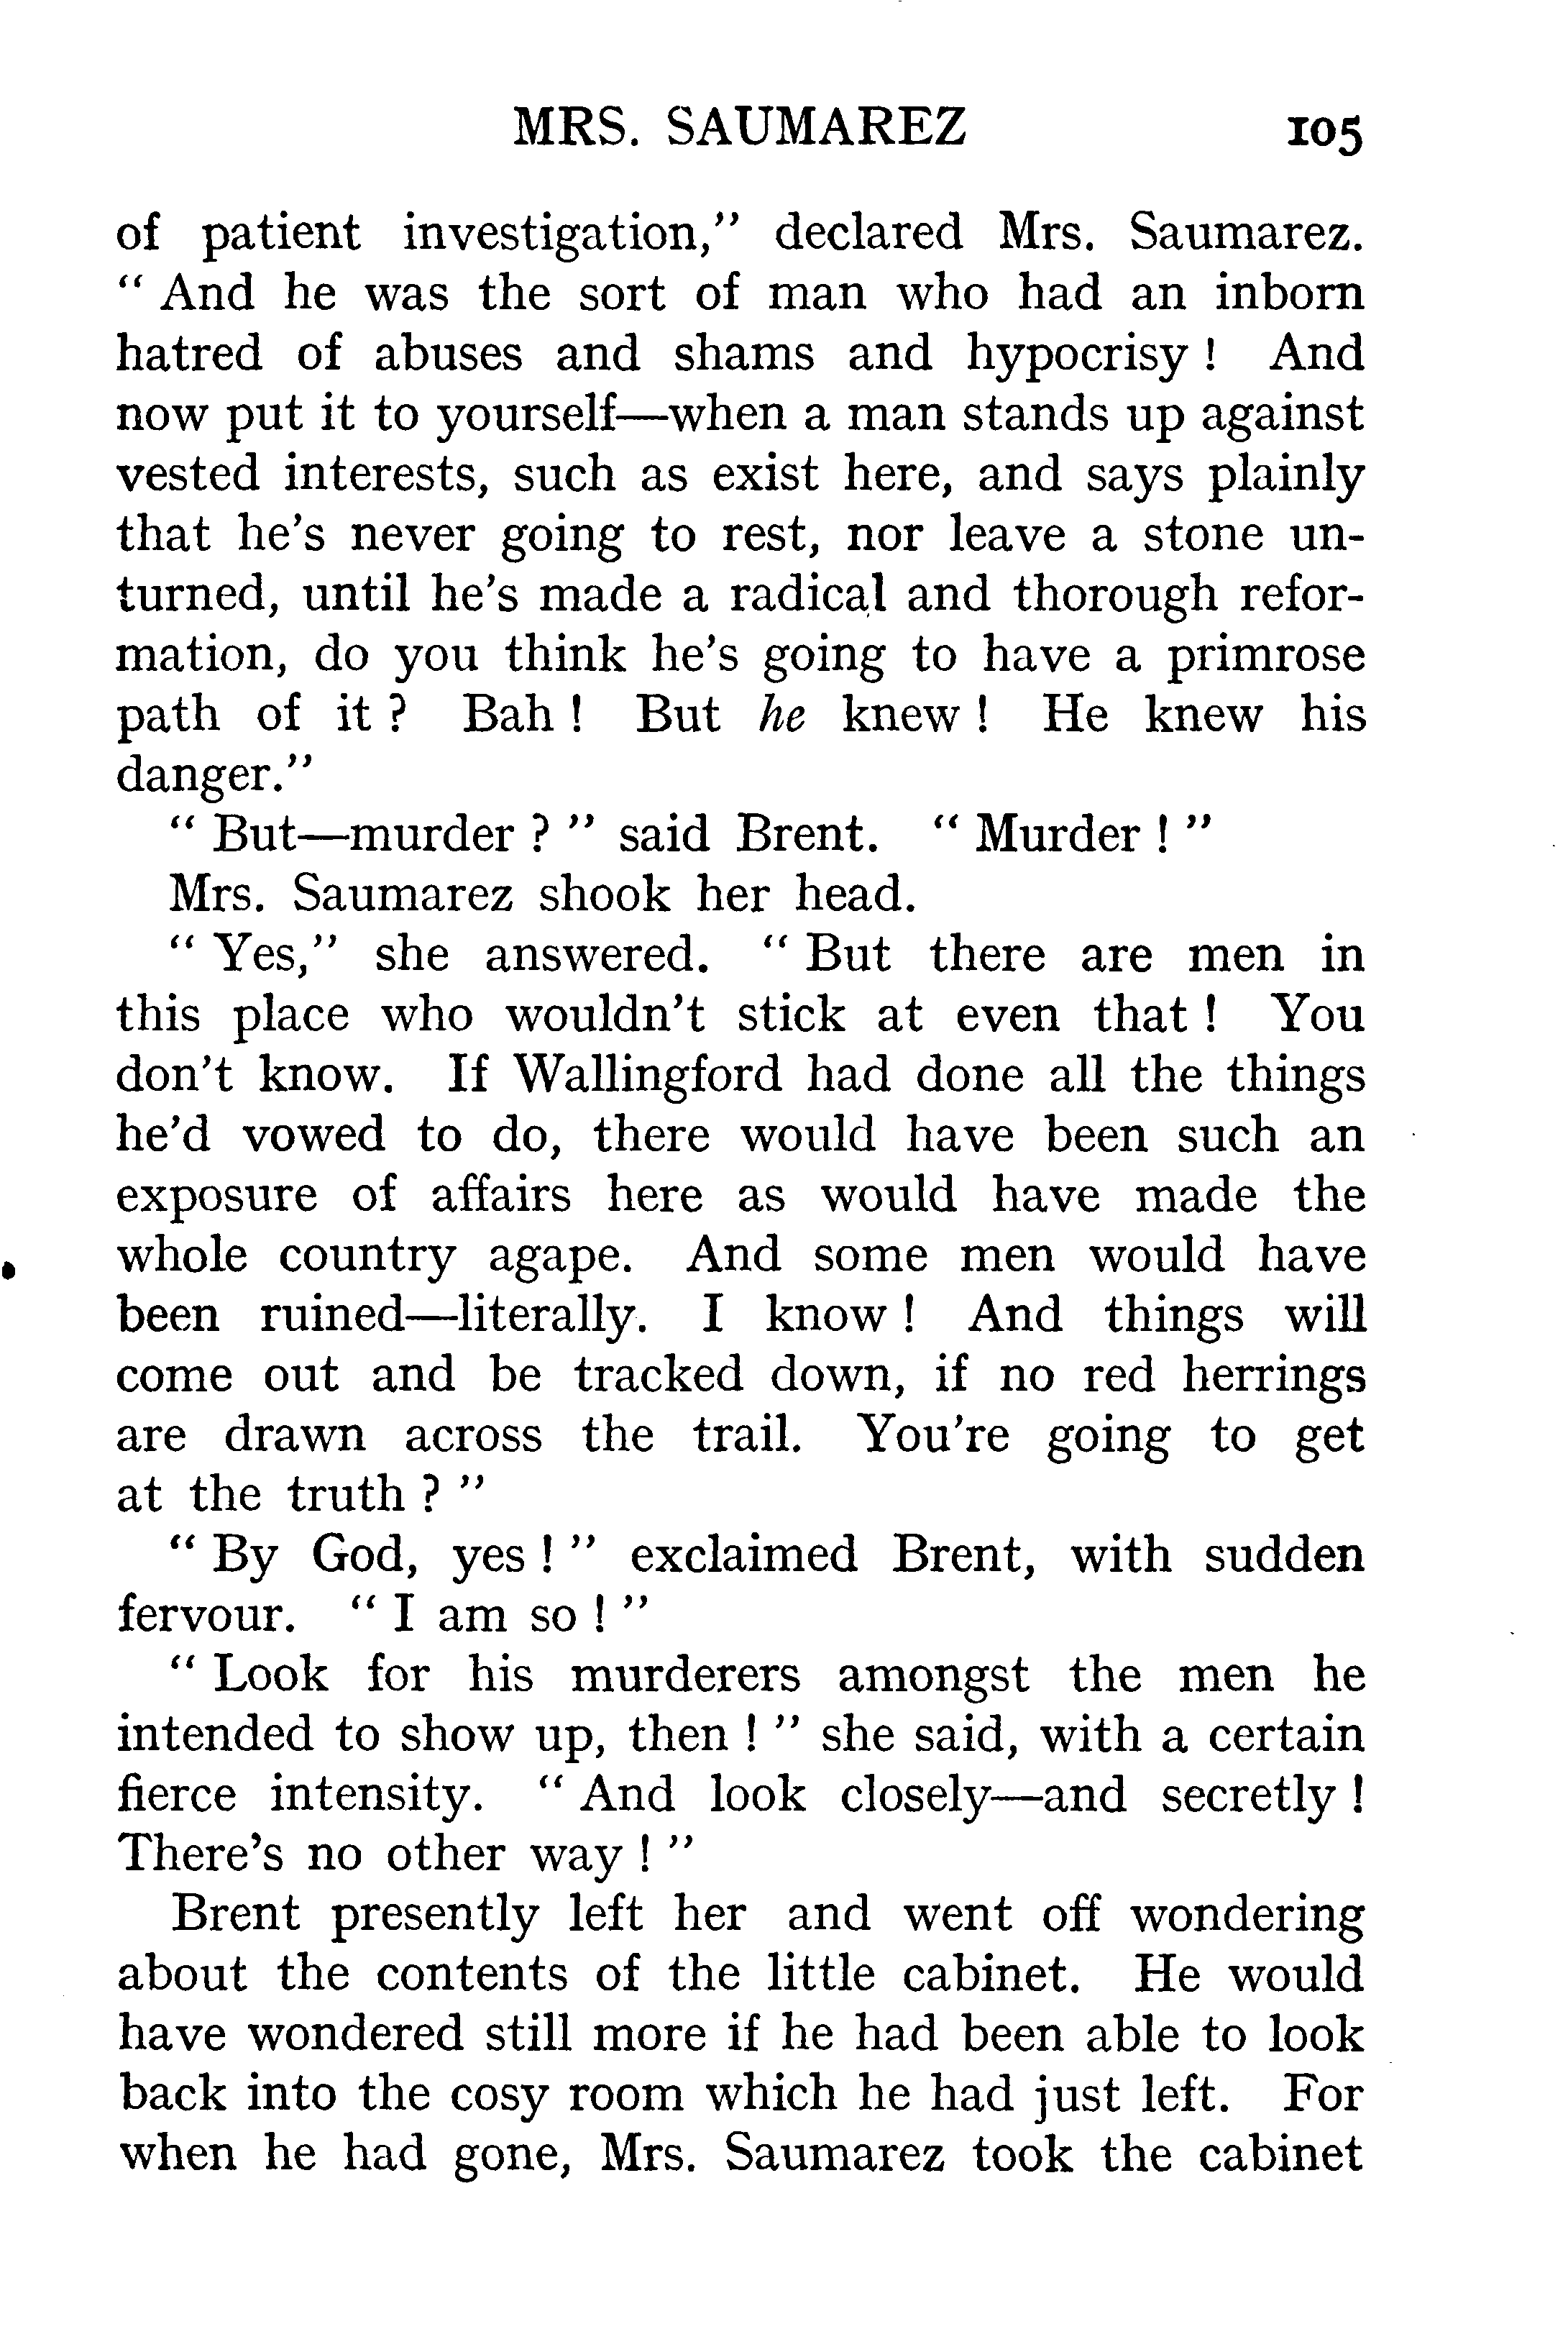 MRS. SAUMAREZ 105
of patient investigation,” declared Mrs. Saumarez.
“ And he was the sort of man who had an inborn
hatred of abuses and shams and hypocrisy ! And
now put it to yourself—when a man stands up against
vested interests, such as exist here, and says plainly
that he’s never going to rest, nor leave a stone un-
turned, until he’s made a radical and thorough refor-
mation, do you think he’s going to have a primrose
path of it ? Bah ! But he knew ! He knew his
danger.”
“ But—murder ? ” said Brent. “ Murder ! ”
Mrs. Saumarez shook her head.
“ Yes,” she answered. “ But there are men in
this place who wouldn’t stick at even that ! You
don’t know. If Wallingford had done all the things
he’d vowed to do, there would have been such an
exposure of affairs here as would have made the
whole country agape. And some men would have
been ruined—literally. I know ! And things will
come out and be tracked down, if no red herrings
are drawn across the trail. You’re going to get
at the truth ? ”
“ By God, yes ! ” exclaimed Brent, with sudden
fervour. “ I am so ! ”
“ Look for his murderers amongst the men he
intended to show up, then ! ” she said, with a certain
fierce intensity. “ And look closely—and secretly !
There’s no other way ! ”
Brent presently left her and went off wondering
about the contents of the little cabinet. He would
have wondered still more if he had been able to look
back into the cosy room which he had just left. For
when he had gone, Mrs. Saumarez took the cabinet